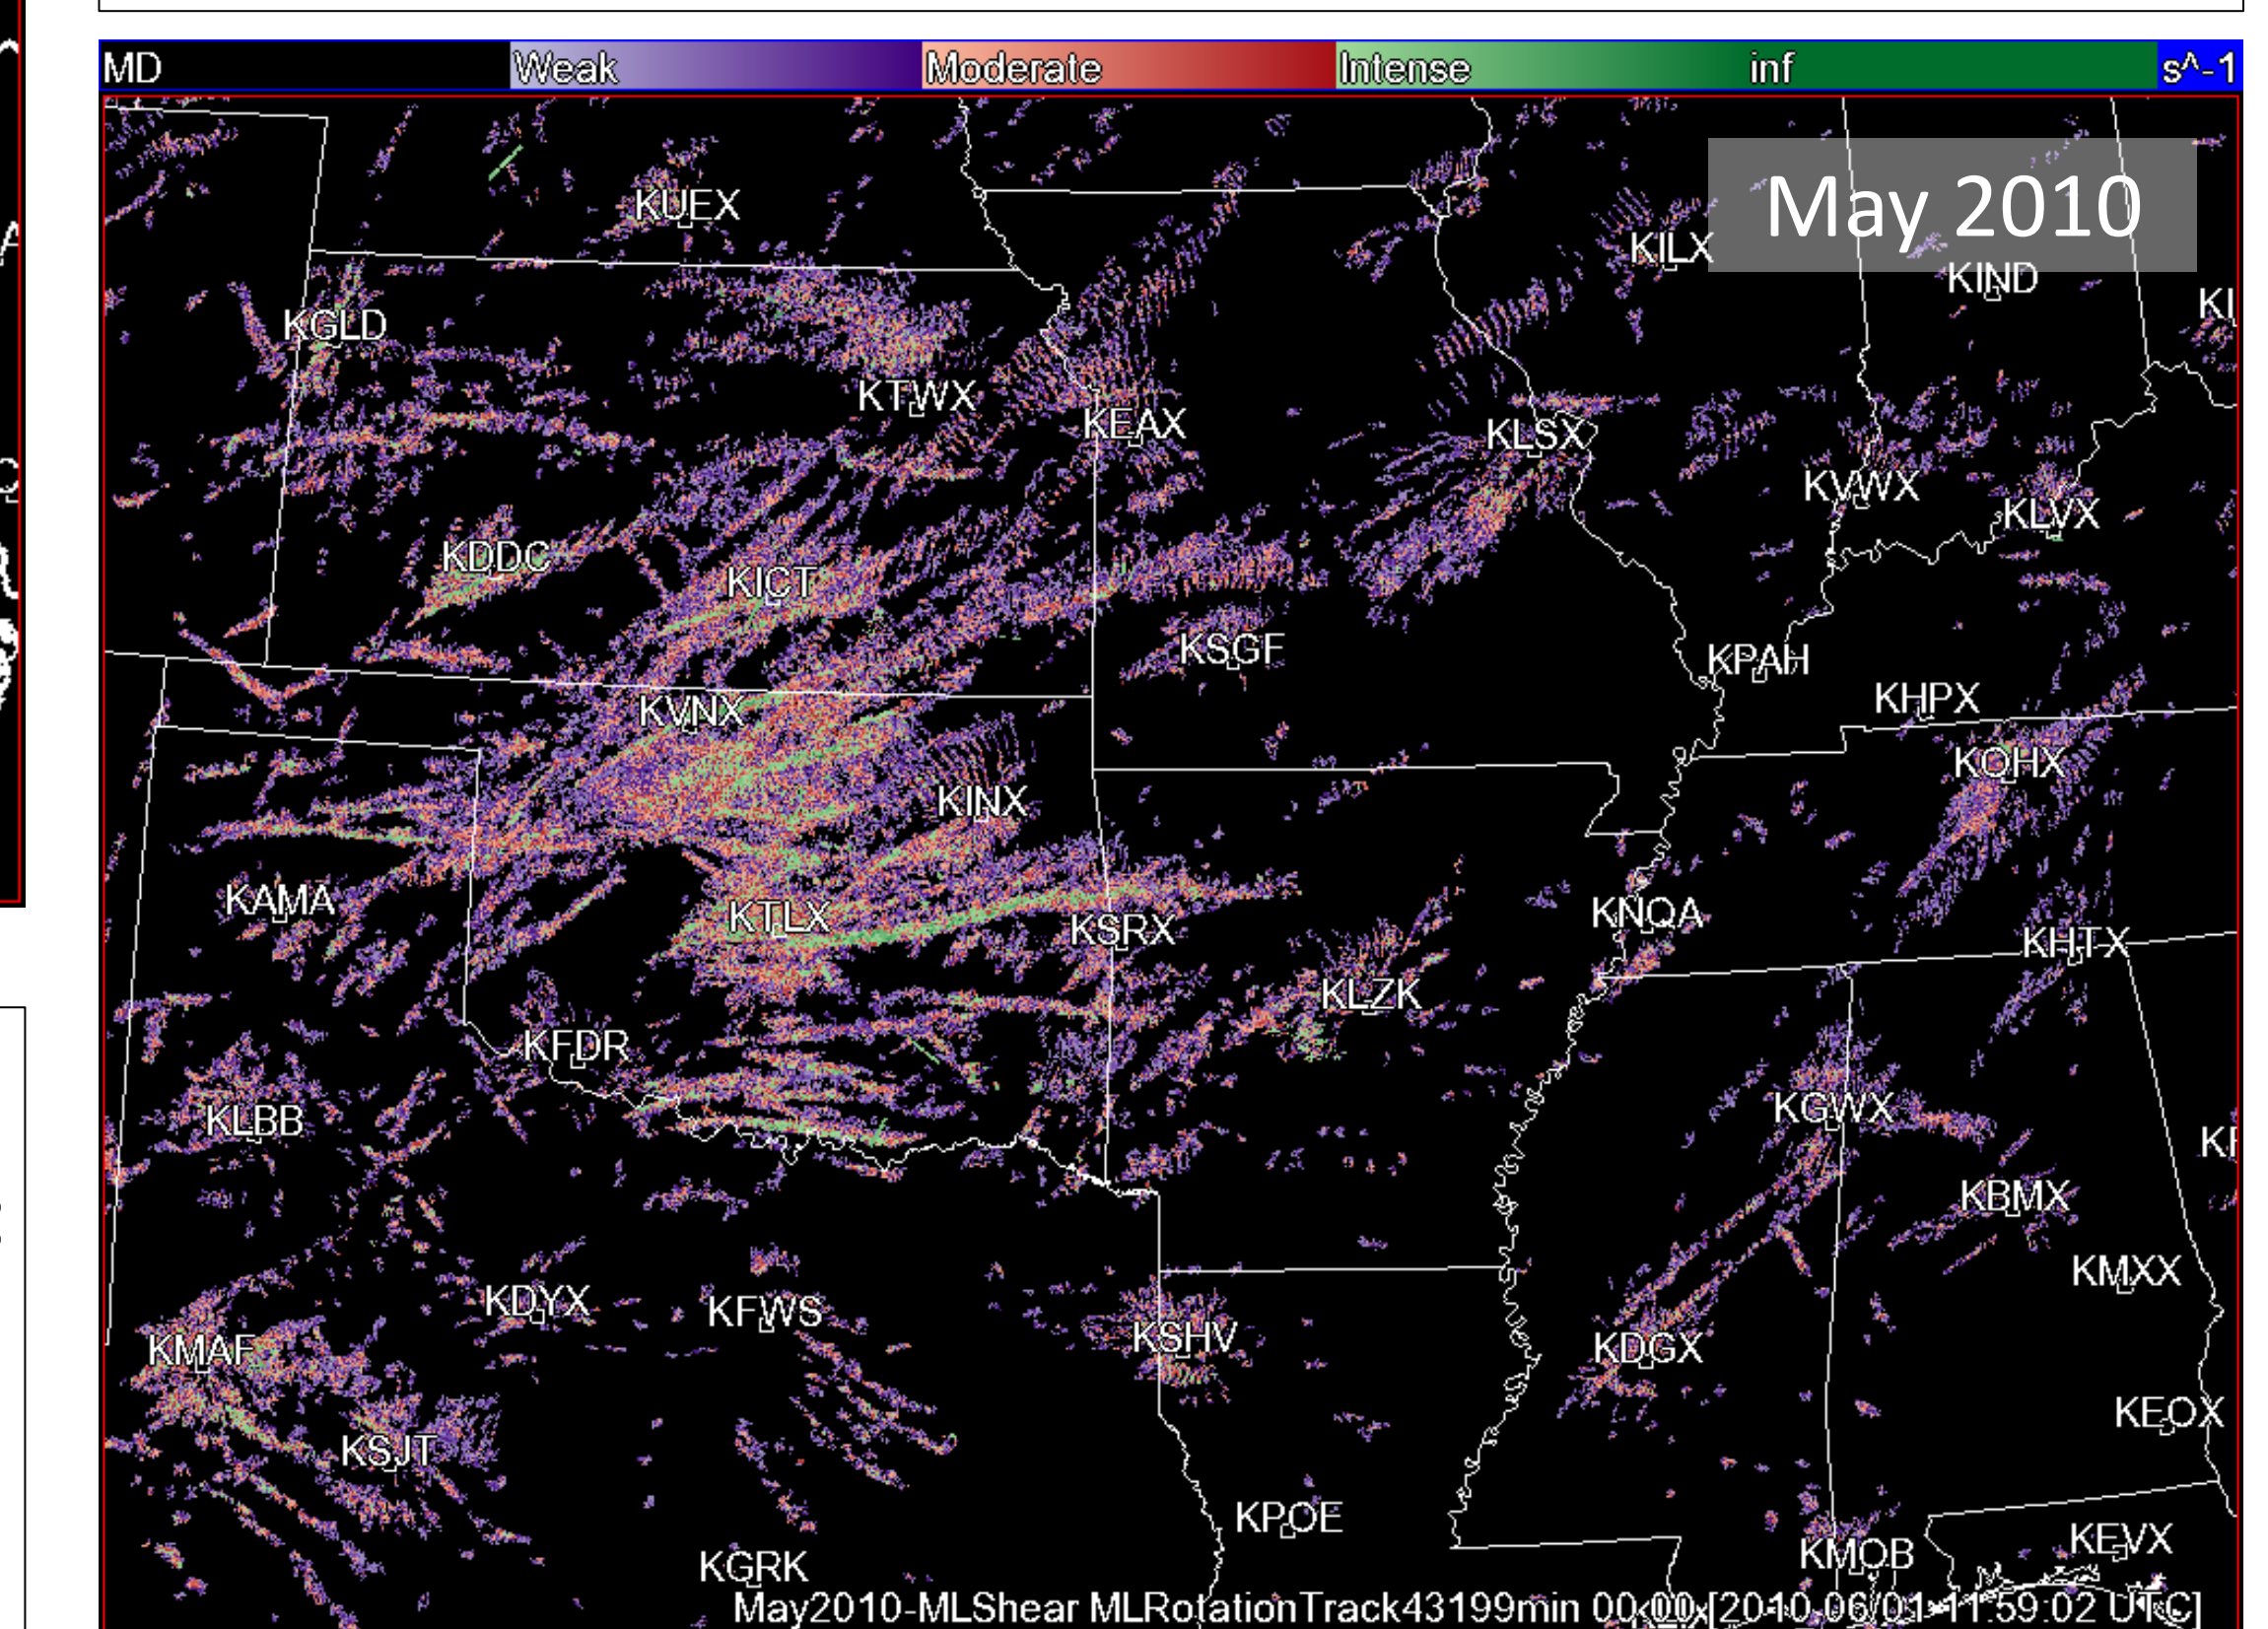 MD Weak Moderate Intense inf s^-1
May 2010
KUEX
KILX
KIND
KGLD
KI
KTWX
KEAX
KLSX
KVWX
KLVX
KDDC
KICT
KSGF
KPAH
KHPX
KVNX
KOHX
KINX
KAMA
KTLX
KSRX
KNQA
KHTX
KLZK
KFDR
KLBB
KGWX
KBMX
KDYX
KFWS
KMXX
KMAF
KSHV
KDGX
KEOX
KSJT
KPOE
KEVX
KMOB
KGRK
May2010-MLShear MLRotationTrack43199min 00:00 [2010 06/01-11:59:02 UTC]